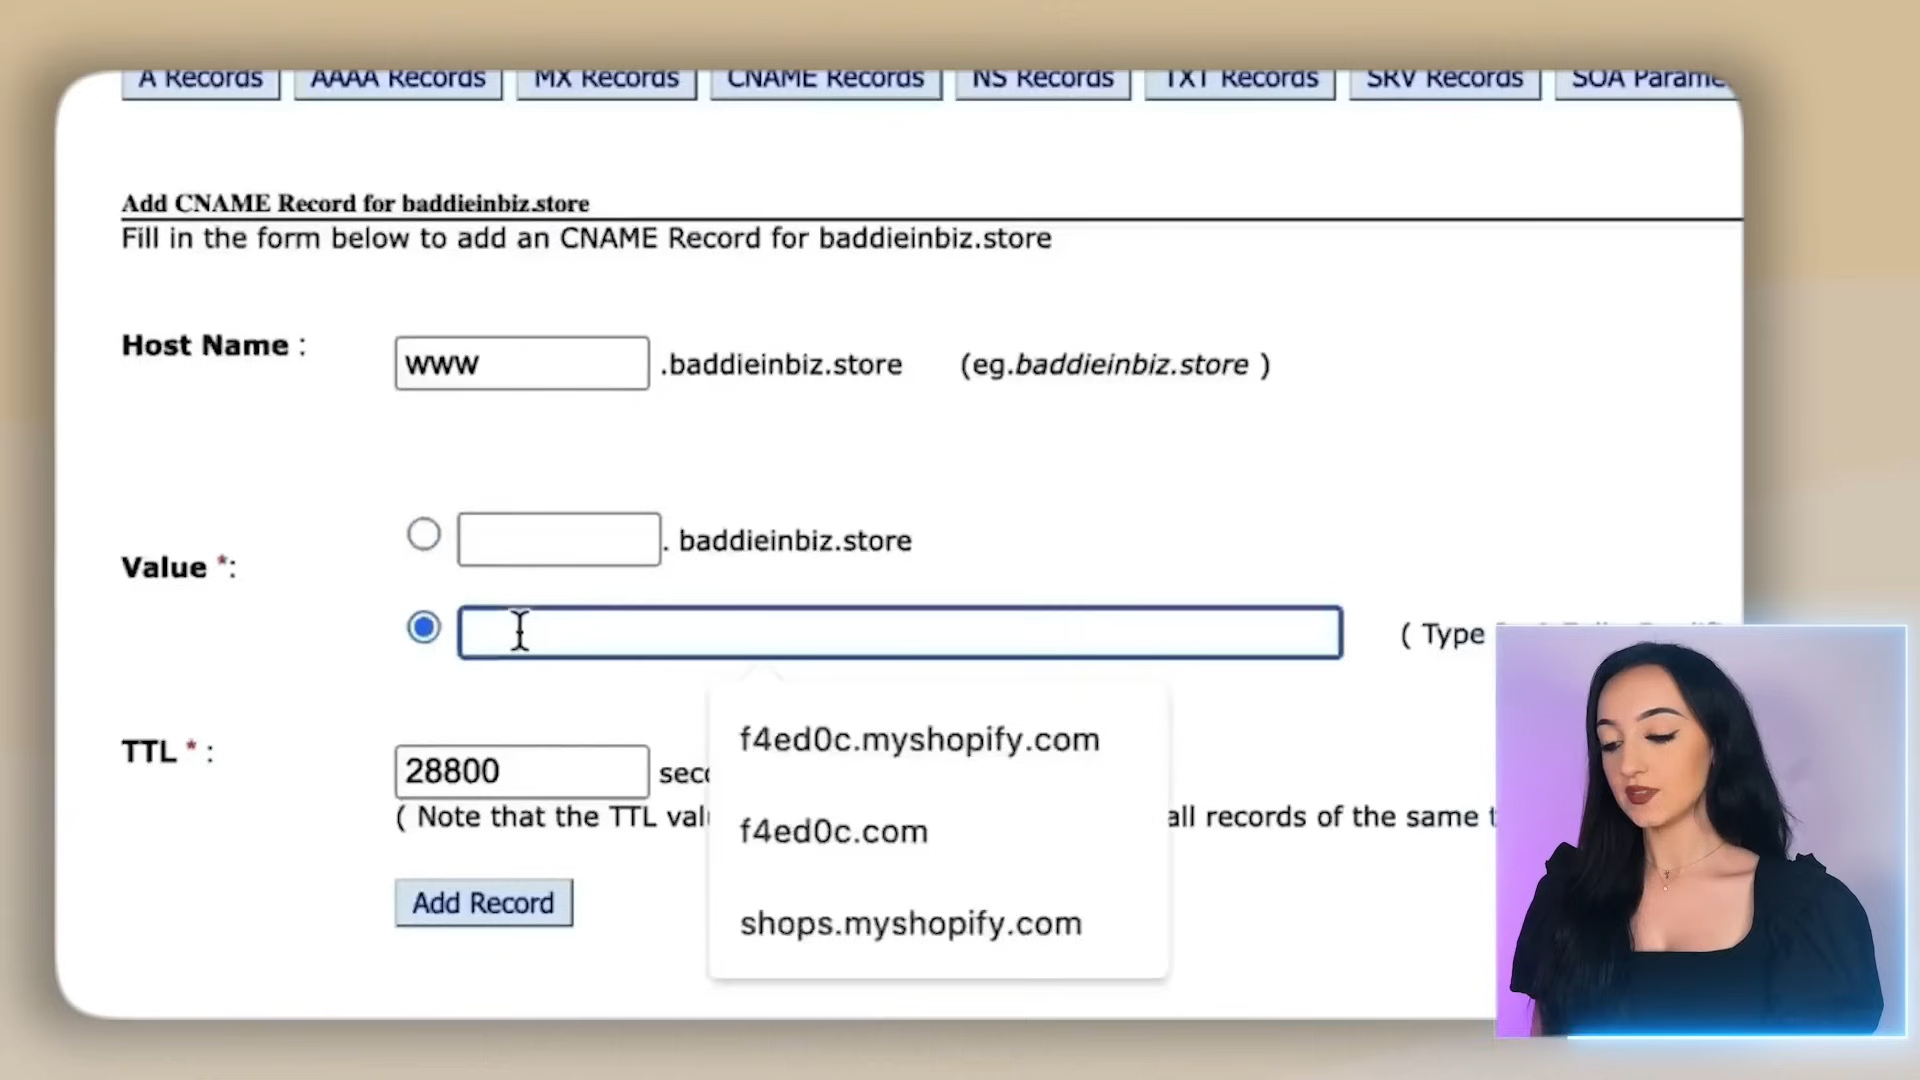 A Records AAAA Records MX Records CNAME Records NS Records TXT Records SRV Records SOA Parame
Add CNAME Record for baddieinbiz.store
Fill in the form below to add an CNAME Record for baddieinbiz.store
Host Name : www .baddieinbiz.store (eg.baddieinbiz.store )
. baddieinbiz.store
Value *:
( Type
f4ed0c.myshopify.com
TTL * : 28800
( Note that the TTL all records of the same
f4ed0c.com
Add Record
shops.myshopify.com